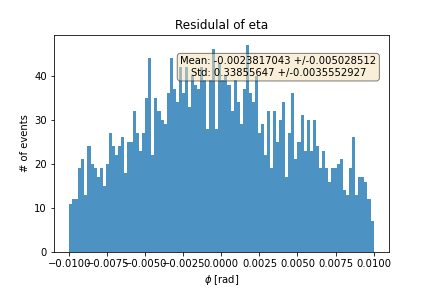 Residulal of eta
Mean: -0.0023817043 +/-0.005028512
Std: 0.33855647 +/-0.0035552927
# of events
40
30
20
10
0
−0.0100 −0.0075 −0.0050 −0.0025 0.0000 0.0025 0.0050 0.0075 0.0100
ϕ [rad]